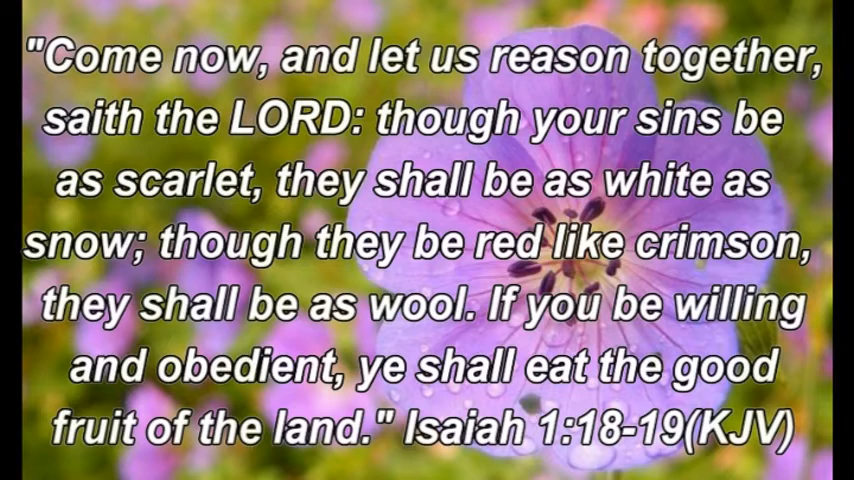 "Come now, and let us reason together,
saith the LORD: though your sins be
as scarlet, they shall be as white as
snow; though they be red like crimson,
they shall be as wool. If you be willing
and obedient, ye shall eat the good
fruit of the land." Isaiah 1:18-19(KJV)